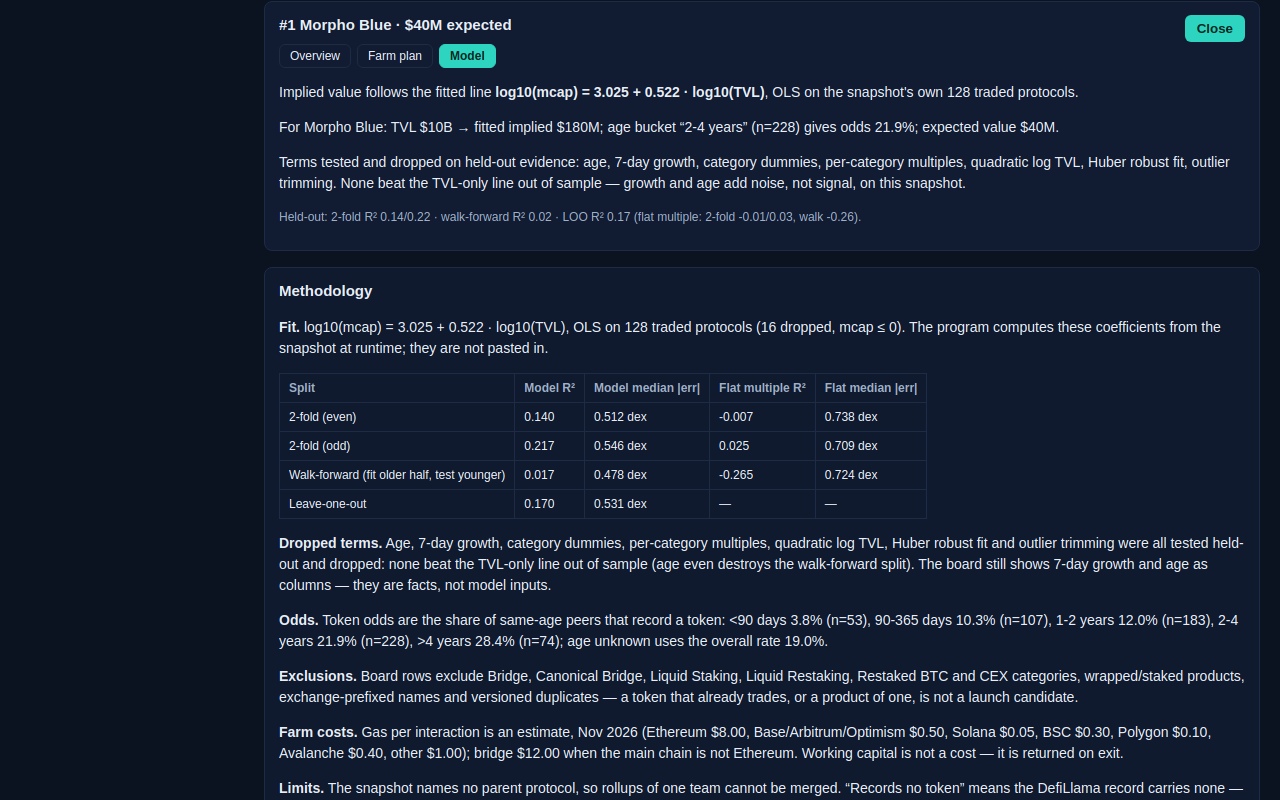 #1 Morpho Blue · $40M expected
Close
Overview
Farm plan
Model
Implied value follows the fitted line log10(mcap) = 3.025 + 0.522 · log10(TVL), OLS on the snapshot's own 128 traded protocols.
For Morpho Blue: TVL $10B → fitted implied $180M; age bucket “2-4 years” (n=228) gives odds 21.9%; expected value $40M.
Terms tested and dropped on held-out evidence: age, 7-day growth, category dummies, per-category multiples, quadratic log TVL, Huber robust fit, outlier
trimming. None beat the TVL-only line out of sample — growth and age add noise, not signal, on this snapshot.
Held-out: 2-fold R² 0.14/0.22 · walk-forward R² 0.02 · LOO R² 0.17 (flat multiple: 2-fold -0.01/0.03, walk -0.26).
Methodology
Fit. log10(mcap) = 3.025 + 0.522 · log10(TVL), OLS on 128 traded protocols (16 dropped, mcap ≤ 0). The program computes these coefficients from the
snapshot at runtime; they are not pasted in.
Split Model R² Model median |err| Flat multiple R² Flat median |err|
2-fold (even) 0.140 0.512 dex -0.007 0.738 dex
2-fold (odd) 0.217 0.546 dex 0.025 0.709 dex
Walk-forward (fit older half, test younger) 0.017 0.478 dex -0.265 0.724 dex
Leave-one-out 0.170 0.531 dex — —
Dropped terms. Age, 7-day growth, category dummies, per-category multiples, quadratic log TVL, Huber robust fit and outlier trimming were all tested held-
out and dropped: none beat the TVL-only line out of sample (age even destroys the walk-forward split). The board still shows 7-day growth and age as
columns — they are facts, not model inputs.
Odds. Token odds are the share of same-age peers that record a token: <90 days 3.8% (n=53), 90-365 days 10.3% (n=107), 1-2 years 12.0% (n=183), 2-4
years 21.9% (n=228), >4 years 28.4% (n=74); age unknown uses the overall rate 19.0%.
Exclusions. Board rows exclude Bridge, Canonical Bridge, Liquid Staking, Liquid Restaking, Restaked BTC and CEX categories, wrapped/staked products,
exchange-prefixed names and versioned duplicates — a token that already trades, or a product of one, is not a launch candidate.
Farm costs. Gas per interaction is an estimate, Nov 2026 (Ethereum $8.00, Base/Arbitrum/Optimism $0.50, Solana $0.05, BSC $0.30, Polygon $0.10,
Avalanche $0.40, other $1.00); bridge $12.00 when the main chain is not Ethereum. Working capital is not a cost — it is returned on exit.
Limits. The snapshot names no parent protocol, so rollups of one team cannot be merged. “Records no token” means the DefiLlama record carries none —